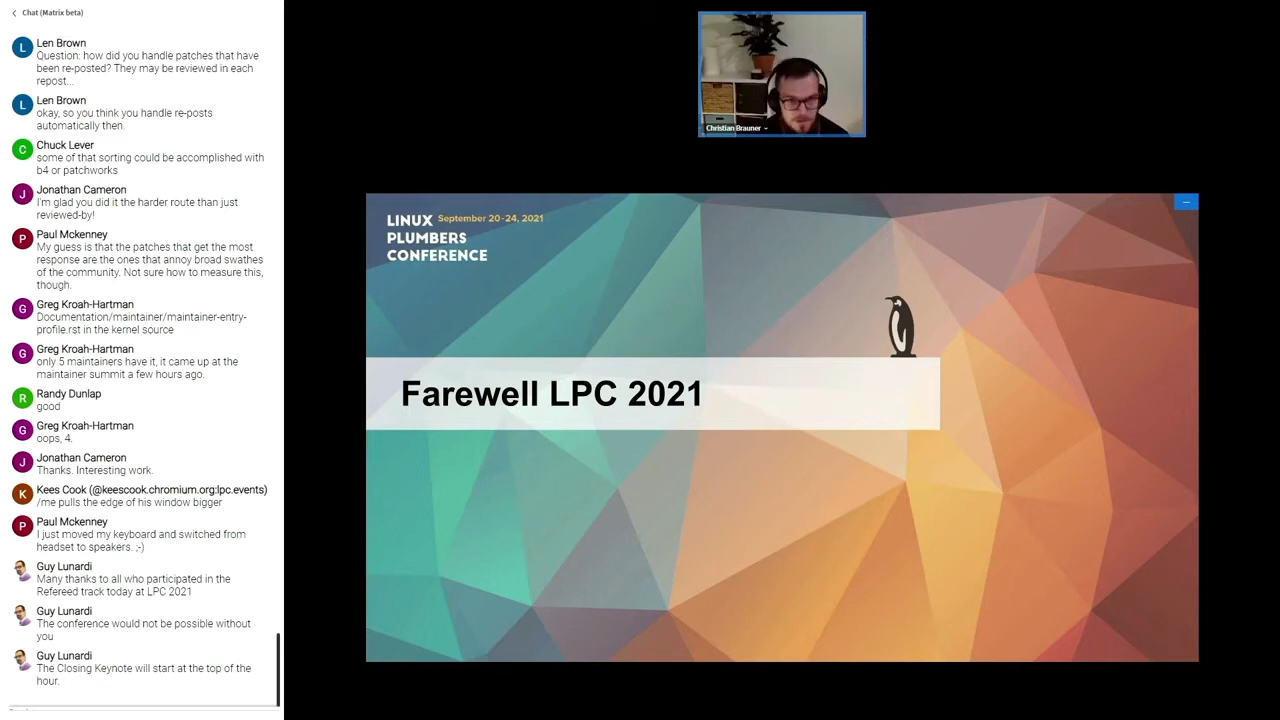 Chat (Matrix beta)
Len Brown
Question: how did you handle patches that have
been re-posted? They may be reviewed in each
repost...
Len Brown
okay, so you think you handle re-posts
automatically then.
Chuck Lever
some of that sorting could be accomplished with
b4 or patchworks
Jonathan Cameron
I'm glad you did it the harder route than just
reviewed-by!
Paul Mckenney
My guess is that the patches that get the most
response are the ones that annoy broad swathes
of the community. Not sure how to measure this,
though.
Greg Kroah-Hartman
Documentation/maintainer/maintainer-entry-
profile.rst in the kernel source
Greg Kroah-Hartman
only 5 maintainers have it, it came up at the
maintainer summit a few hours ago.
Randy Dunlap
good
Greg Kroah-Hartman
oops, 4.
Jonathan Cameron
Thanks. Interesting work.
Kees Cook (@keescook.chromium.org:lpc.events)
/me pulls the edge of his window bigger
Paul Mckenney
I just moved my keyboard and switched from
headset to speakers. ;-)
Guy Lunardi
Many thanks to all who participated in the
Refereed track today at LPC 2021
Guy Lunardi
The conference would not be possible without
you
Guy Lunardi
The Closing Keynote will start at the top of the
hour.
Christian Brauner
LINUX September 20-24, 2021
PLUMBERS
CONFERENCE
Farewell LPC 2021